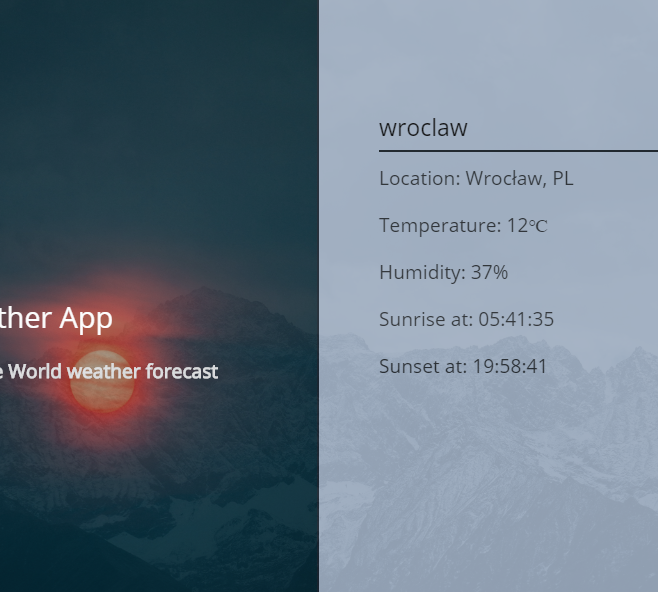 ther App
e World weather forecast
wroclaw
Location: Wrocław, PL
Temperature: 12℃
Humidity: 37%
Sunrise at: 05:41:35
Sunset at: 19:58:41